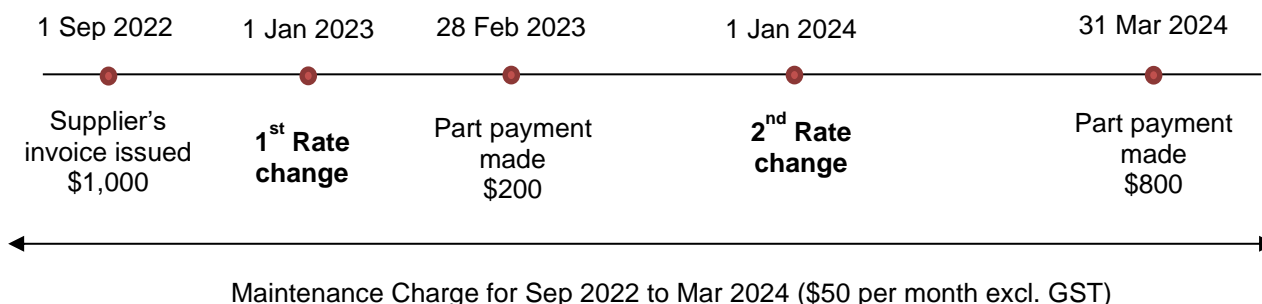 1 Sep 2022
1 Jan 2023
28 Feb 2023
1 Jan 2024
31 Mar 2024
Supplier's
invoice issued
$1,000
1st Rate
change
Part payment
made
$200
2nd Rate
change
Part payment
made
$800
Maintenance Charge for Sep 2022 to Mar 2024 ($50 per month excl. GST)